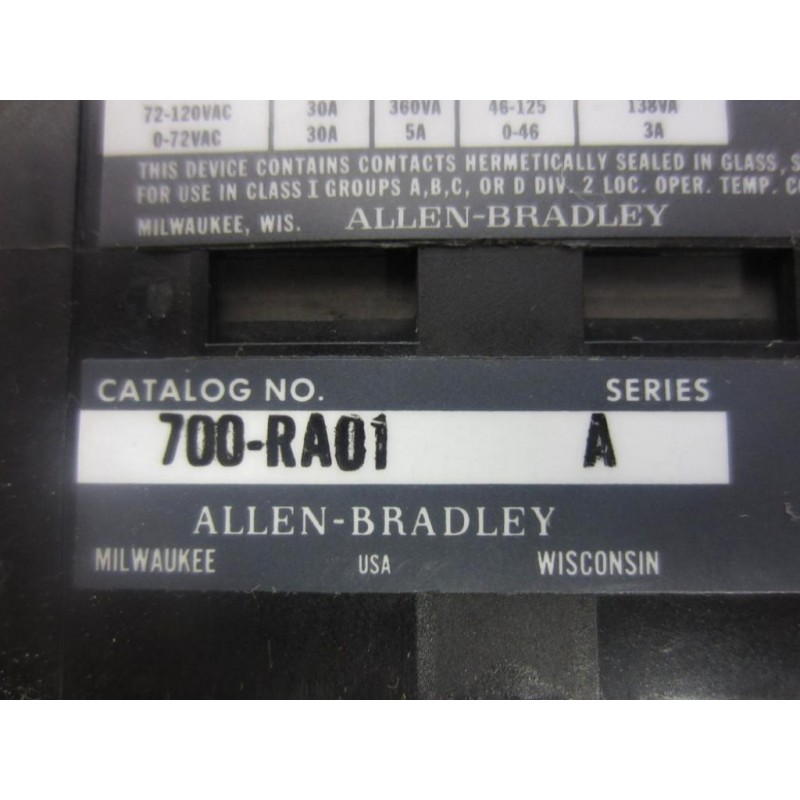 72-120VAC 30A 360VA 46-125 138VA
0-72VAC 30A 5A 0-46 3A
THIS DEVICE CONTAINS CONTACTS HERMETICALLY SEALED IN GLASS, S
FOR USE IN CLASS I GROUPS A,B,C, OR D DIV. 2 LOC. OPER. TEMP. CO
MILWAUKEE, WIS. ALLEN-BRADLEY
CATALOG NO. SERIES
700-RA01 A
ALLEN-BRADLEY
MILWAUKEE USA WISCONSIN